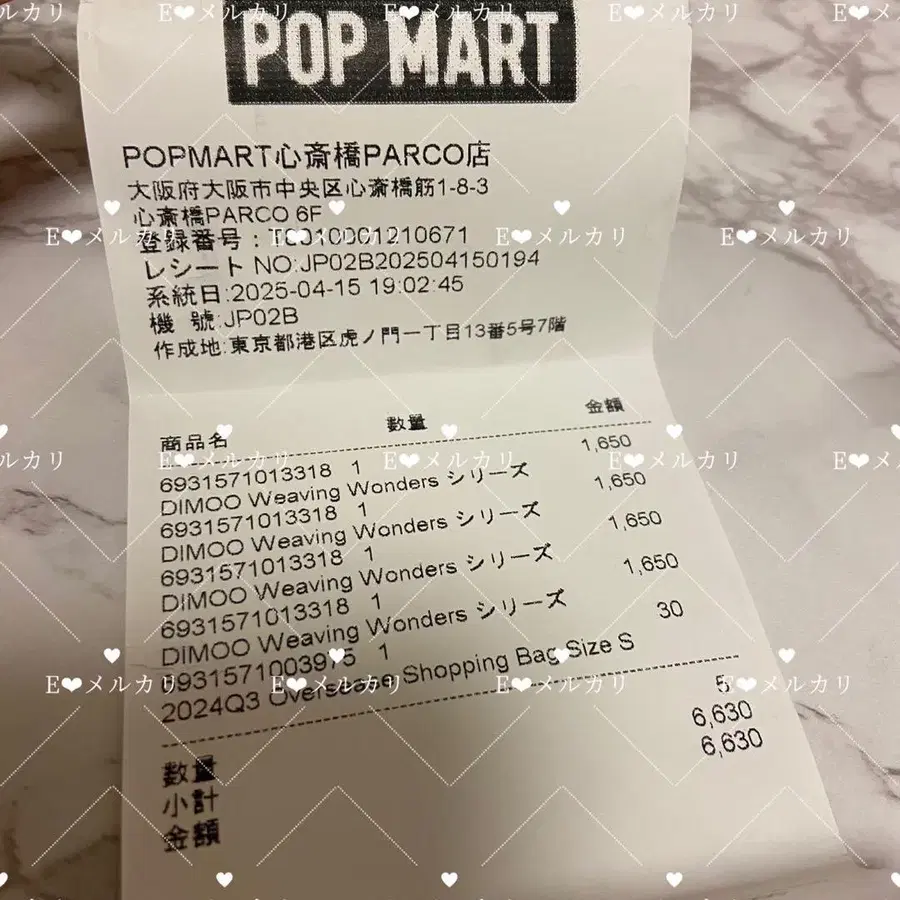 POP MART
POPMART心斎橋PARCO店
大阪府大阪市中央区心斎橋筋1-8-3
心斎橋PARCO 6F
登録番号：T8010001210671
レシート NO:JP02B202504150194
系統日:2025-04-15 19:02:45
機 號:JP02B
作成地:東京都港区虎ノ門一丁目13番5号7階
商品名 数量 金額
6931571013318 1 1,650
DIMOO Weaving Wonders シリーズ
6931571013318 1 1,650
DIMOO Weaving Wonders シリーズ
6931571013318 1 1,650
DIMOO Weaving Wonders シリーズ
6931571013318 1 1,650
DIMOO Weaving Wonders シリーズ
6931571003975 1 30
2024Q3 Oversease Shopping Bag Size S
数量 5
小計 6,630
金額 6,630
E❤メルカリ